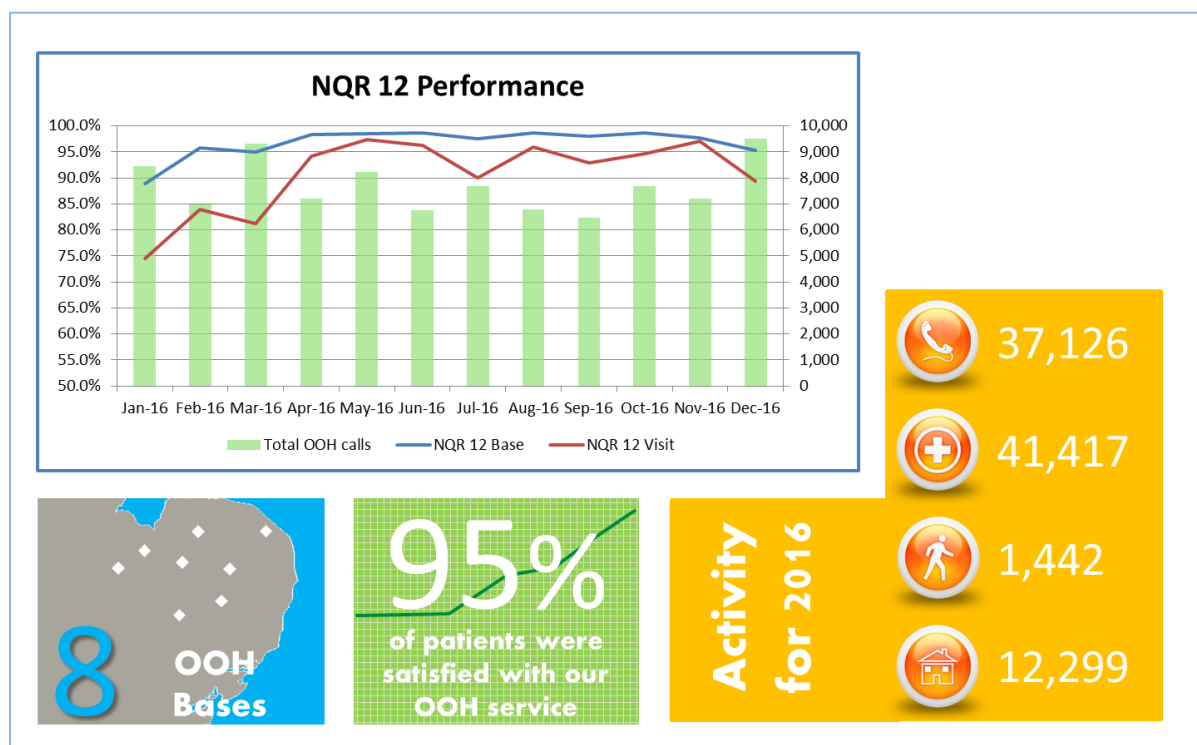 NQR 12 Performance
100.0%
95.0%
90.0%
85.0%
80.0%
75.0%
70.0%
65.0%
60.0%
55.0%
50.0%
10,000
9,000
8,000
7,000
6,000
5,000
4,000
3,000
2,000
1,000
0
Jan-16 Feb-16 Mar-16 Apr-16 May-16 Jun-16 Jul-16 Aug-16 Sep-16 Oct-16 Nov-16 Dec-16
Total OOH calls NQR 12 Base NQR 12 Visit
8
OOH
Bases
95%
of patients were
satisfied with our
OOH service
Activity
for 2016
37,126
41,417
1,442
12,299